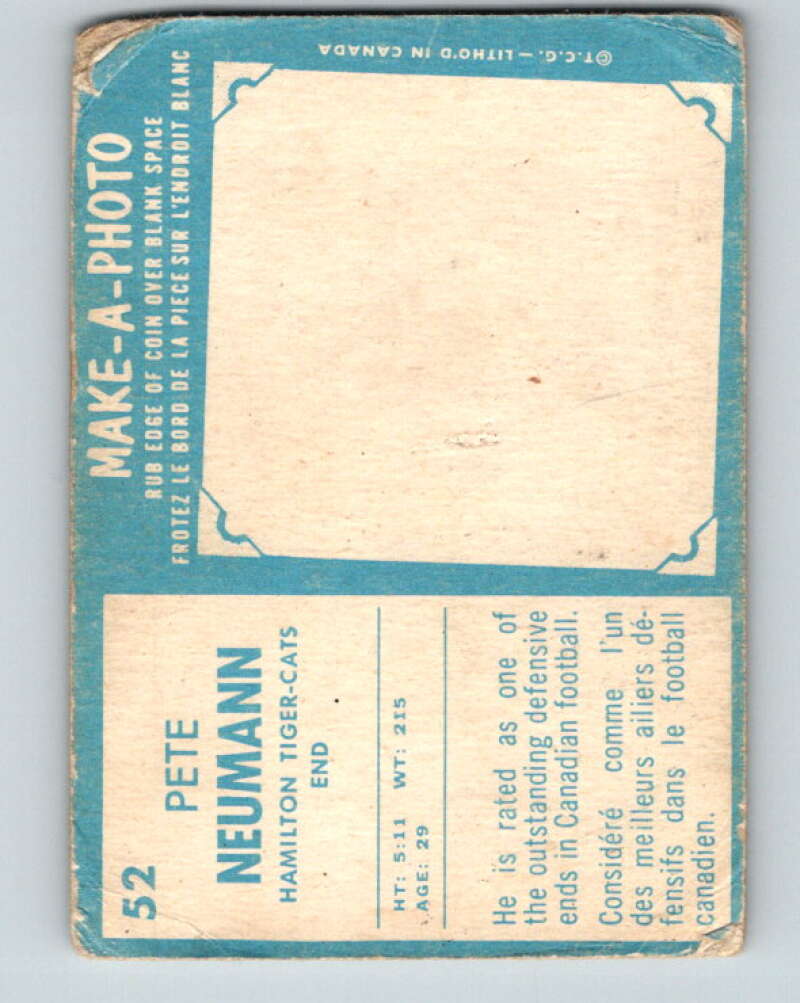 52
PETE
NEUMANN
HAMILTON TIGER-CATS
END
HT: 5:11 WT: 215
AGE: 29
He is rated as one of
the outstanding defensive
ends in Canadian football.
Considéré comme l'un
des meilleurs ailiers dé-
fensifs dans le football
canadien.
MAKE-A-PHOTO
RUB EDGE OF COIN OVER BLANK SPACE
FROTEZ LE BORD DE LA PIECE SUR L'ENDROIT BLANC
©T.C.G. — LITHO'D IN CANADA